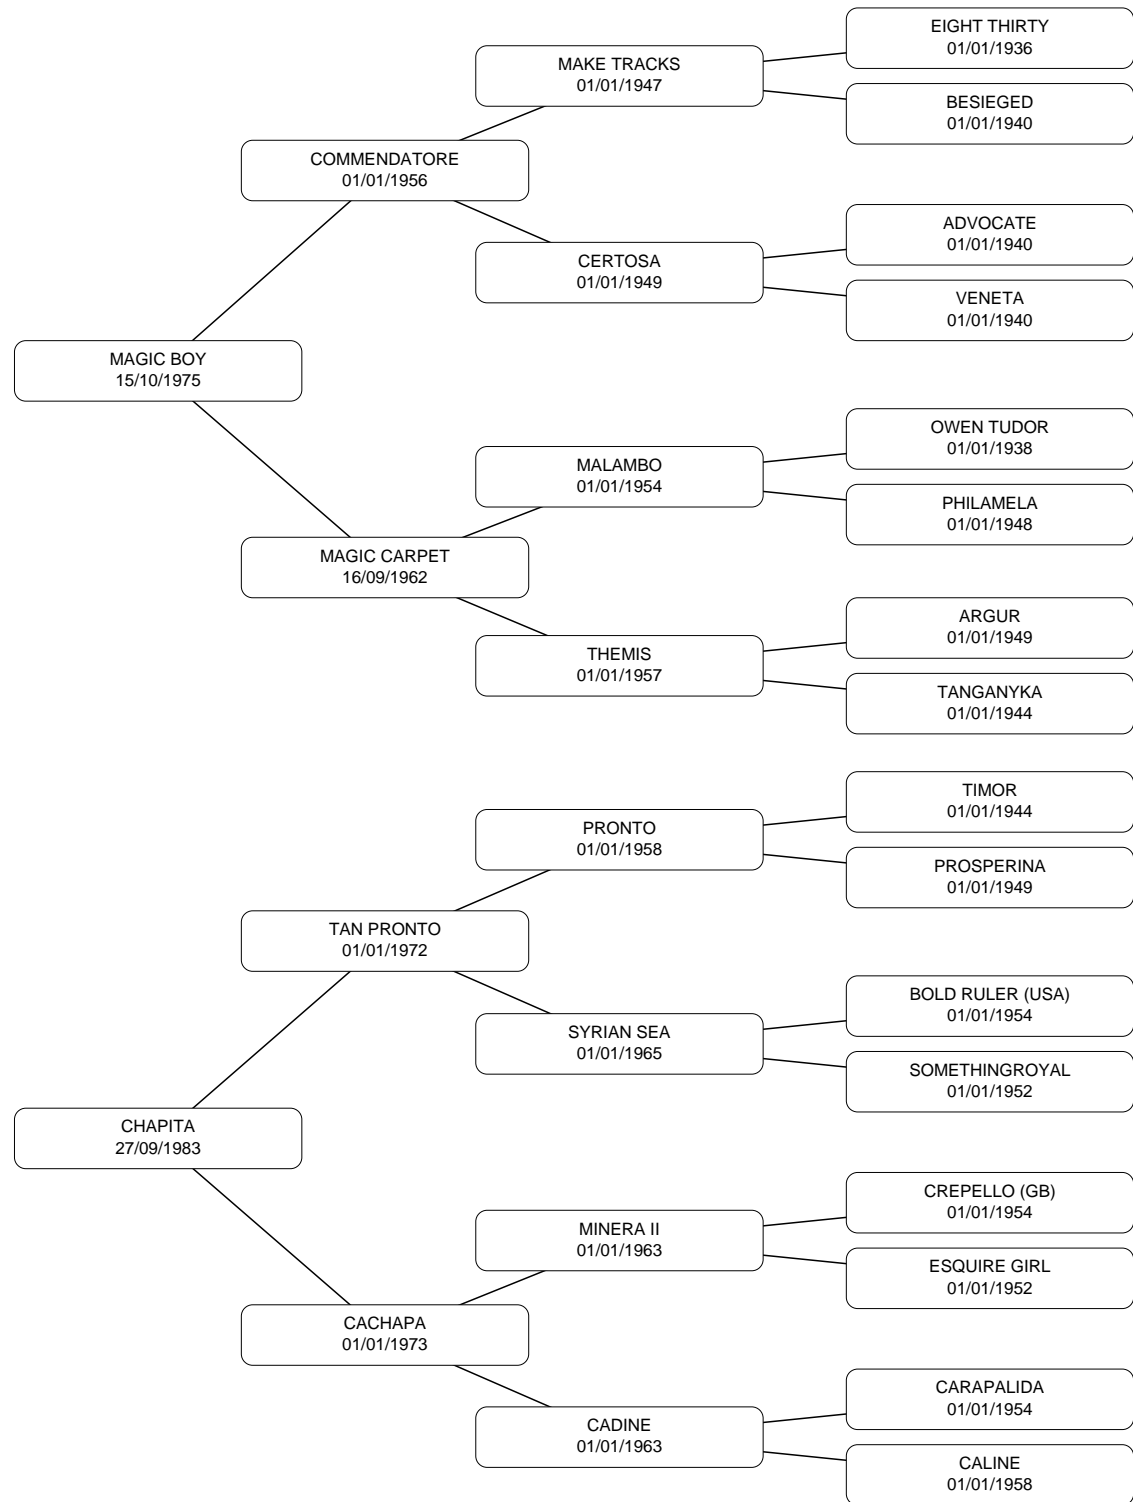 EIGHT THIRTY
01/01/1936
MAKE TRACKS
01/01/1947
BESIEGED
01/01/1940
COMMENDATORE
01/01/1956
ADVOCATE
01/01/1940
CERTOSA
01/01/1949
VENETA
01/01/1940
MAGIC BOY
15/10/1975
OWEN TUDOR
01/01/1938
MALAMBO
01/01/1954
PHILAMELA
01/01/1948
MAGIC CARPET
16/09/1962
ARGUR
01/01/1949
THEMIS
01/01/1957
TANGANYKA
01/01/1944
TIMOR
01/01/1944
PRONTO
01/01/1958
PROSPERINA
01/01/1949
TAN PRONTO
01/01/1972
BOLD RULER (USA)
01/01/1954
SYRIAN SEA
01/01/1965
SOMETHINGROYAL
01/01/1952
CHAPITA
27/09/1983
CREPELLO (GB)
01/01/1954
MINERA II
01/01/1963
ESQUIRE GIRL
01/01/1952
CACHAPA
01/01/1973
CARAPALIDA
01/01/1954
CADINE
01/01/1963
CALINE
01/01/1958